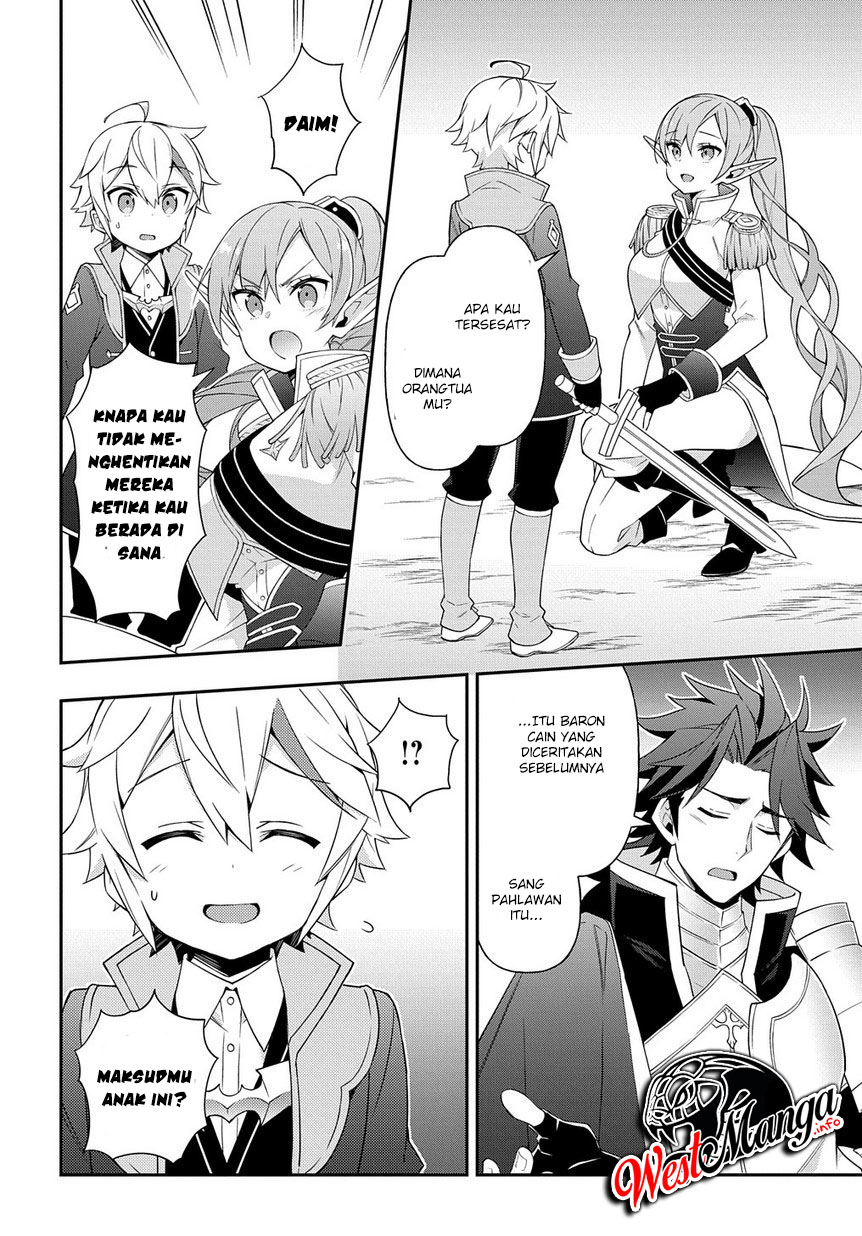 APA KAU
TERSESAT?
DIMANA
ORANGTUA
MU?
DAIM!
KNAPA KAU
TIDAK ME-
NGHENTIKAN
MEREKA
KETIKA KAU
BERADA DI
SANA
...ITU BARON
CAIN YANG
DICERITAKAN
SEBELUMNYA
SANG
PAHLAWAN
ITU...
!?
MAKSUDMU
ANAK INI?
WestManga
.info